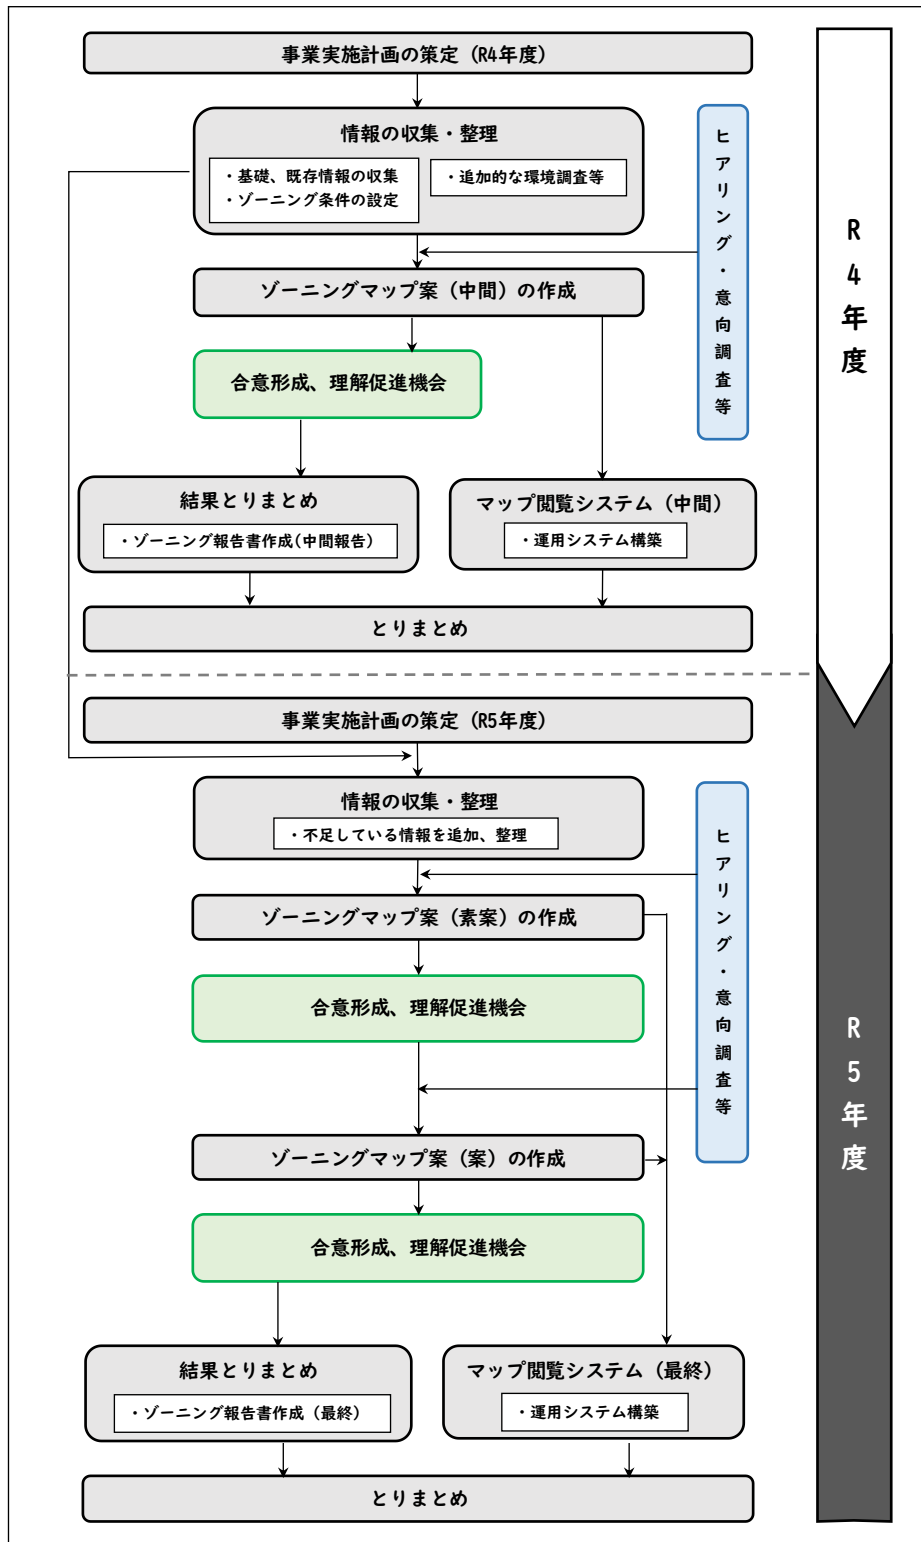 事業実施計画の策定（R4年度）
情報の収集・整理
・基礎、既存情報の収集
・ゾーニング条件の設定
・追加的な環境調査等
ヒアリング・意向調査等
R4年度
ゾーニングマップ案（中間）の作成
合意形成、理解促進機会
結果とりまとめ
・ゾーニング報告書作成(中間報告)
マップ閲覧システム（中間）
・運用システム構築
とりまとめ
事業実施計画の策定（R5年度）
情報の収集・整理
・不足している情報を追加、整理
ヒアリング・意向調査等
R5年度
ゾーニングマップ案（素案）の作成
合意形成、理解促進機会
ゾーニングマップ案（案）の作成
合意形成、理解促進機会
結果とりまとめ
・ゾーニング報告書作成（最終）
マップ閲覧システム（最終）
・運用システム構築
とりまとめ